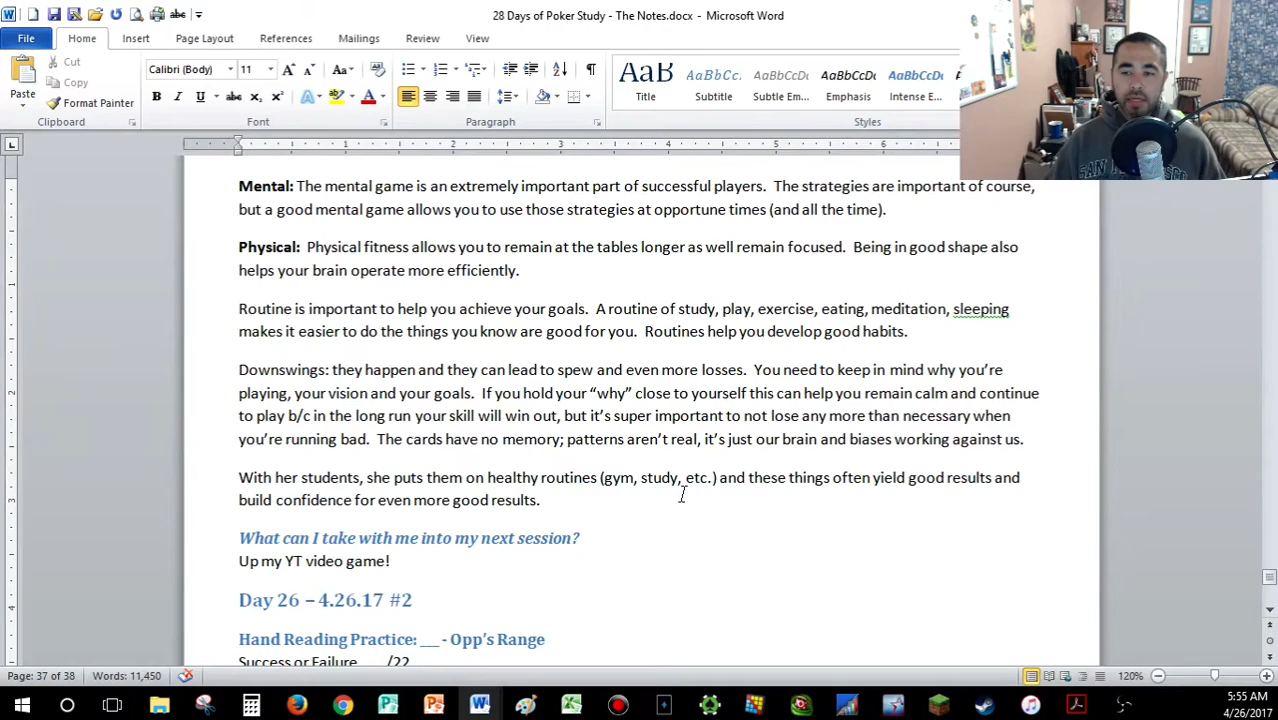 28 Days of Poker Study - The Notes.docx - Microsoft Word
File Home Insert Page Layout References Mailings Review View
Paste
Cut
Copy
Format Painter
Clipboard
Calibri (Body) 11
Font
Paragraph
AaB AaBbCc. AaBbCcDc AaBbCcDc AaBbCcDc
Title Subtitle Subtle Em... Emphasis Intense E...
Styles
1 2 3 4 5 6
Mental: The mental game is an extremely important part of successful players. The strategies are important of course,
but a good mental game allows you to use those strategies at opportune times (and all the time).
Physical: Physical fitness allows you to remain at the tables longer as well remain focused. Being in good shape also
helps your brain operate more efficiently.
Routine is important to help you achieve your goals. A routine of study, play, exercise, eating, meditation, sleeping
makes it easier to do the things you know are good for you. Routines help you develop good habits.
Downswings: they happen and they can lead to spew and even more losses. You need to keep in mind why you're
playing, your vision and your goals. If you hold your “why” close to yourself this can help you remain calm and continue
to play b/c in the long run your skill will win out, but it's super important to not lose any more than necessary when
you're running bad. The cards have no memory; patterns aren't real, it's just our brain and biases working against us.
With her students, she puts them on healthy routines (gym, study, etc.) and these things often yield good results and
build confidence for even more good results.
What can I take with me into my next session?
Up my YT video game!
Day 26 – 4.26.17 #2
Hand Reading Practice: ___ - Opp's Range
Success or Failure ___/22
Page: 37 of 38 Words: 11,450 120%
5:55 AM
4/26/2017